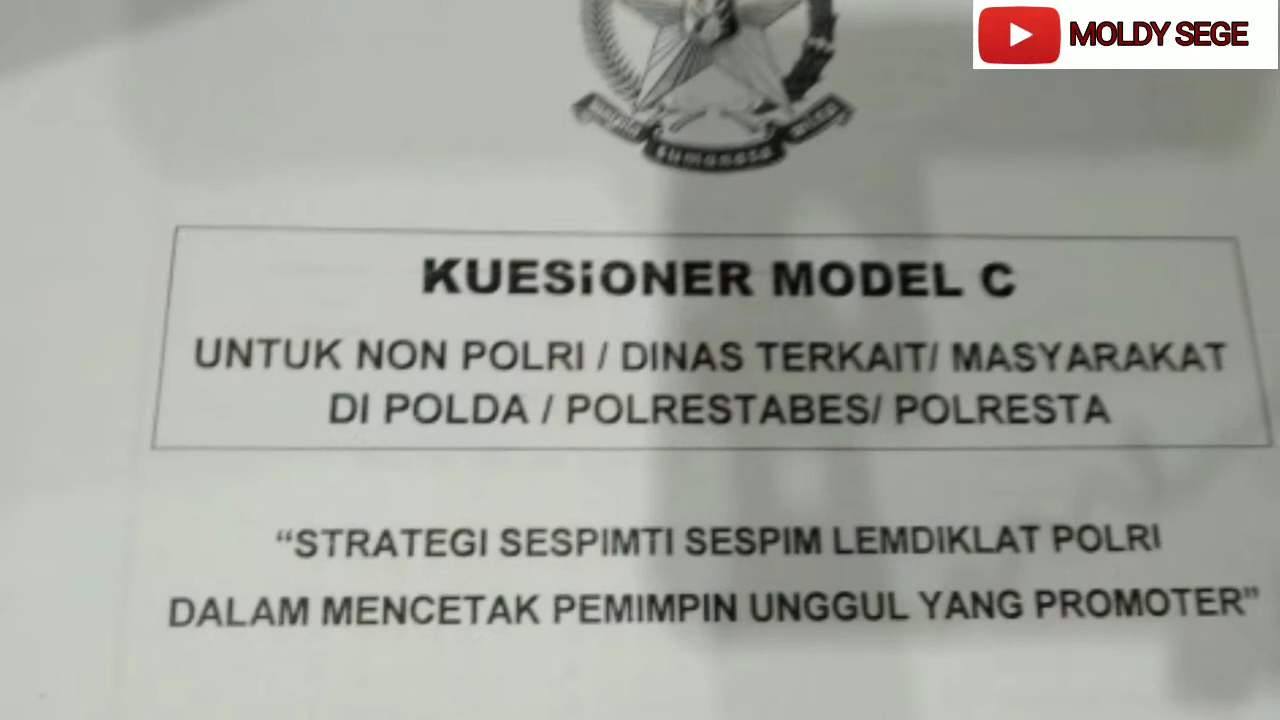 MOLDY SEGE
sumanasa
KUESiONER MODEL C
UNTUK NON POLRI / DINAS TERKAIT/ MASYARAKAT
DI POLDA / POLRESTABES/ POLRESTA
“STRATEGI SESPIMTI SESPIM LEMDIKLAT POLRI
DALAM MENCETAK PEMIMPIN UNGGUL YANG PROMOTER”